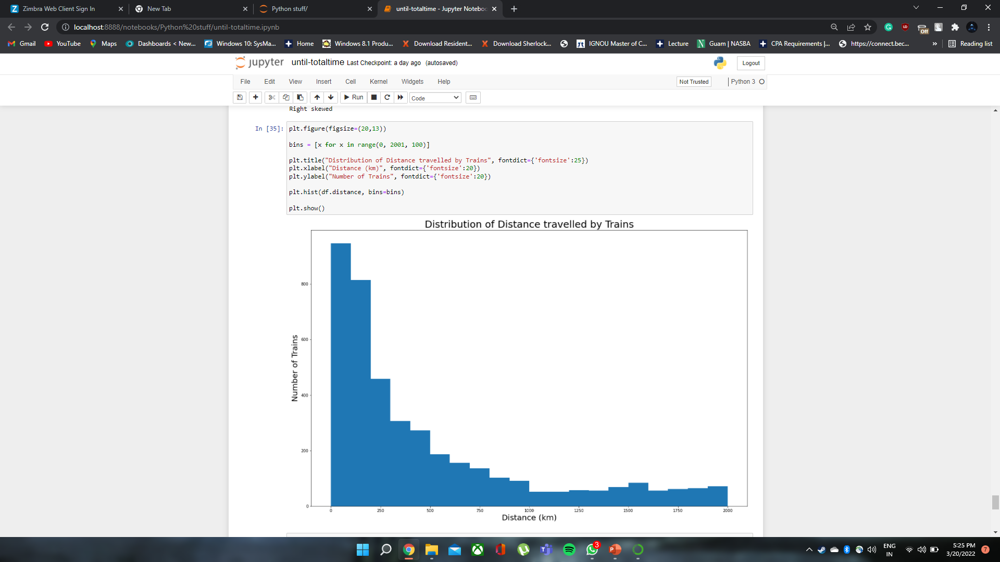 Zimbra Web Client Sign In
New Tab
Python stuff/
until-totaltime - Jupyter Noteboo
localhost:8888/notebooks/Python%20stuff/until-totaltime.ipynb
Off
Gmail
YouTube
Maps
Dashboards < New...
Windows 10: SysMa...
Home
Windows 8.1 Produ...
Download Resident...
Download Sherlock...
IGNOU Master of C...
Lecture
Guam | NASBA
CPA Requirements |...
https://connect.bec...
»
Reading list
jupyter until-totaltime Last Checkpoint: a day ago (autosaved)
Logout
File Edit View Insert Cell Kernel Widgets Help
Not Trusted
Python 3
Run
Code
Right skewed
In [35]:
plt.figure(figsize=(20,13))
bins = [x for x in range(0, 2001, 100)]
plt.title("Distribution of Distance travelled by Trains", fontdict={'fontsize':25})
plt.xlabel("Distance (km)", fontdict={'fontsize':20})
plt.ylabel("Number of Trains", fontdict={'fontsize':20})
plt.hist(df.distance, bins=bins)
plt.show()
Distribution of Distance travelled by Trains
Number of Trains
800
600
400
200
0
0 250 500 750 1000 1250 1500 1750 2000
Distance (km)
3
ENG
IN
5:25 PM
3/20/2022
7